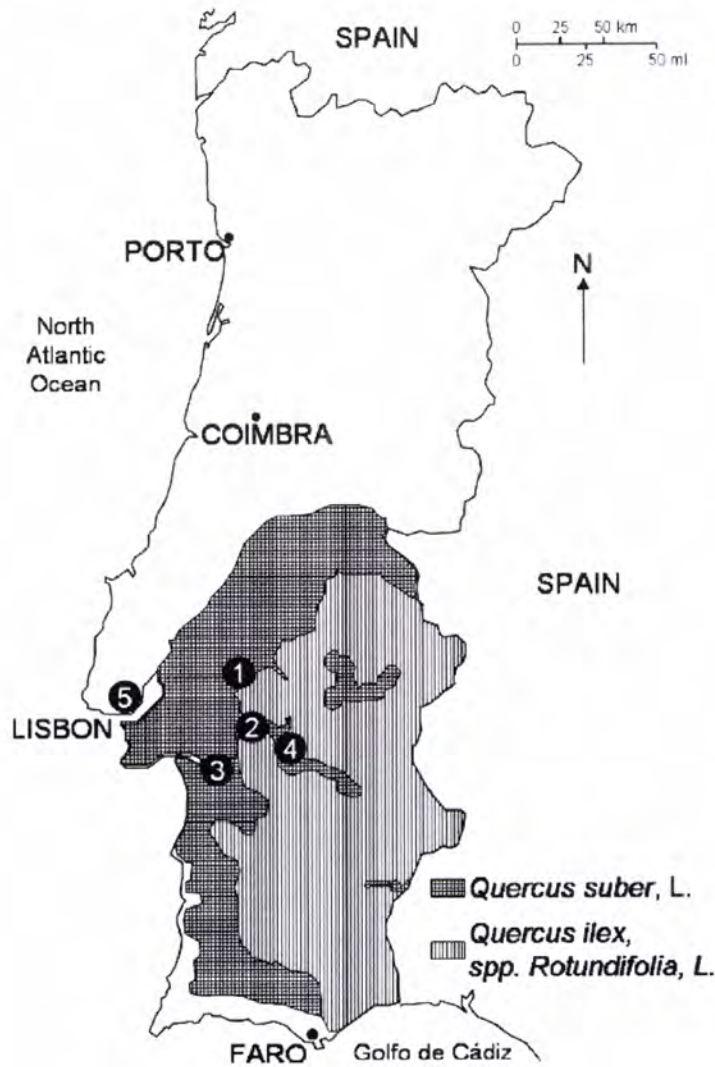 SPAIN
0 25 50 km
0 25 50 ml
PORTO
N
North
Atlantic
Ocean
COIMBRA
SPAIN
1
5
LISBON
2
4
3
Quercus suber, L.
Quercus ilex,
spp. Rotundifolia, L.
FARO
Golfo de Cádiz